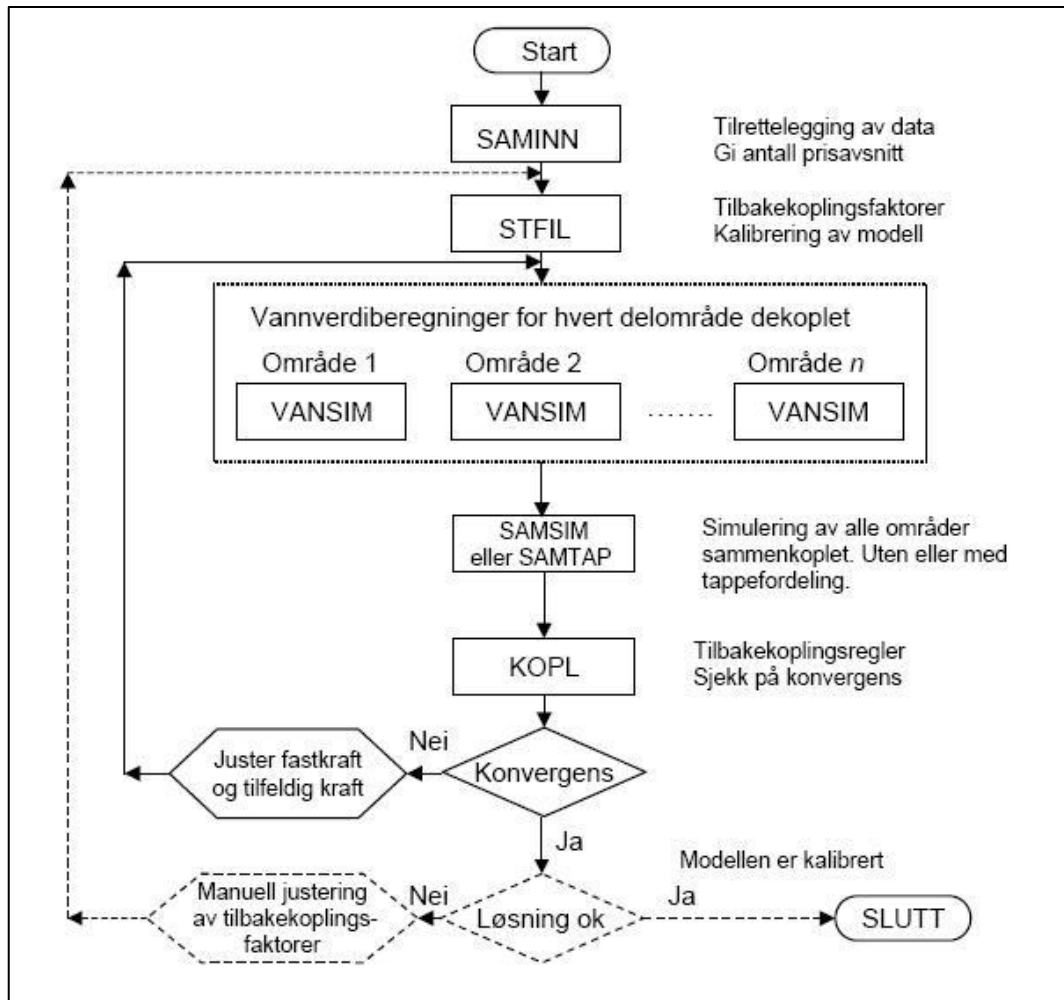 Start
SAMINN
Tilrettelegging av data
Gi antall prisavsnitt
STFIL
Tilbakekoplingsfaktorer
Kalibrering av modell
Vannverdiberegninger for hvert delområde dekoplet
Område 1
Område 2
Område n
VANSIM
VANSIM
........
VANSIM
SAMSIM
eller SAMTAP
Simulering av alle områder
sammenkoplet. Uten eller med
tappefordeling.
KOPL
Tilbakekoplingsregler
Sjekk på konvergens
Konvergens
Nei
Juster fastkraft
og tilfeldig kraft
Ja
Løsning ok
Nei
Manuell justering
av tilbakekoplings-
faktorer
Modellen er kalibrert
Ja
SLUTT